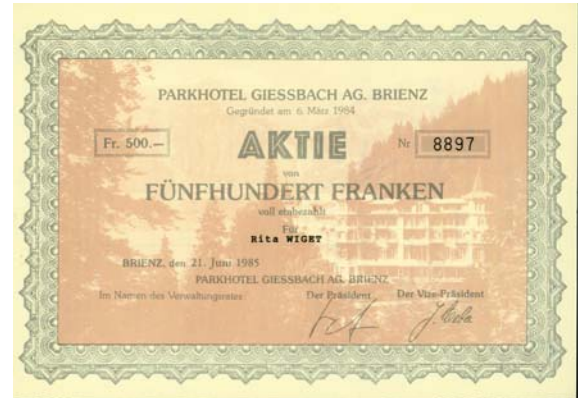 PARKHOTEL GIESSBACH AG. BRIENZ
Gegründet am 6. März 1984
Fr. 500.—
AKTIE
Nr 8897
von
FÜNFHUNDERT FRANKEN
voll einbezahlt
Für
Rita WIGET
BRIENZ, den 21. Juni 1985
PARKHOTEL GIESSBACH AG. BRIENZ
Im Namen des Verwaltungsrates: Der Präsident Der Vize-Präsident